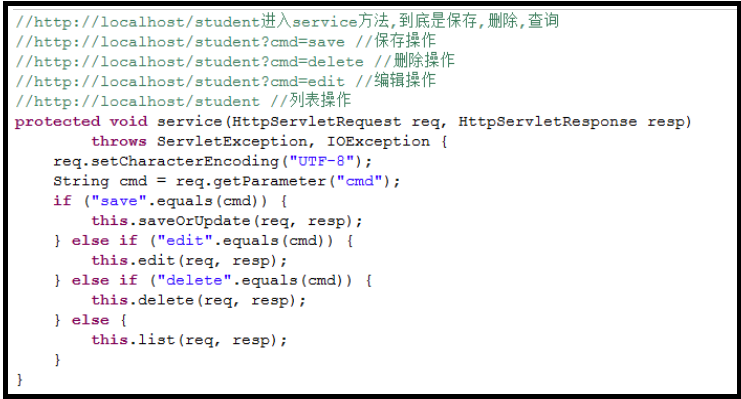 //http://localhost/student进入service方法,到底是保存,删除,查询
//http://localhost/student?cmd=save //保存操作
//http://localhost/student?cmd=delete //删除操作
//http://localhost/student?cmd=edit //编辑操作
//http://localhost/student //列表操作
protected void service(HttpServletRequest req, HttpServletResponse resp)
        throws ServletException, IOException {
    req.setCharacterEncoding("UTF-8");
    String cmd = req.getParameter("cmd");
    if ("save".equals(cmd)) {
        this.saveOrUpdate(req, resp);
    } else if ("edit".equals(cmd)) {
        this.edit(req, resp);
    } else if ("delete".equals(cmd)) {
        this.delete(req, resp);
    } else {
        this.list(req, resp);
    }
}